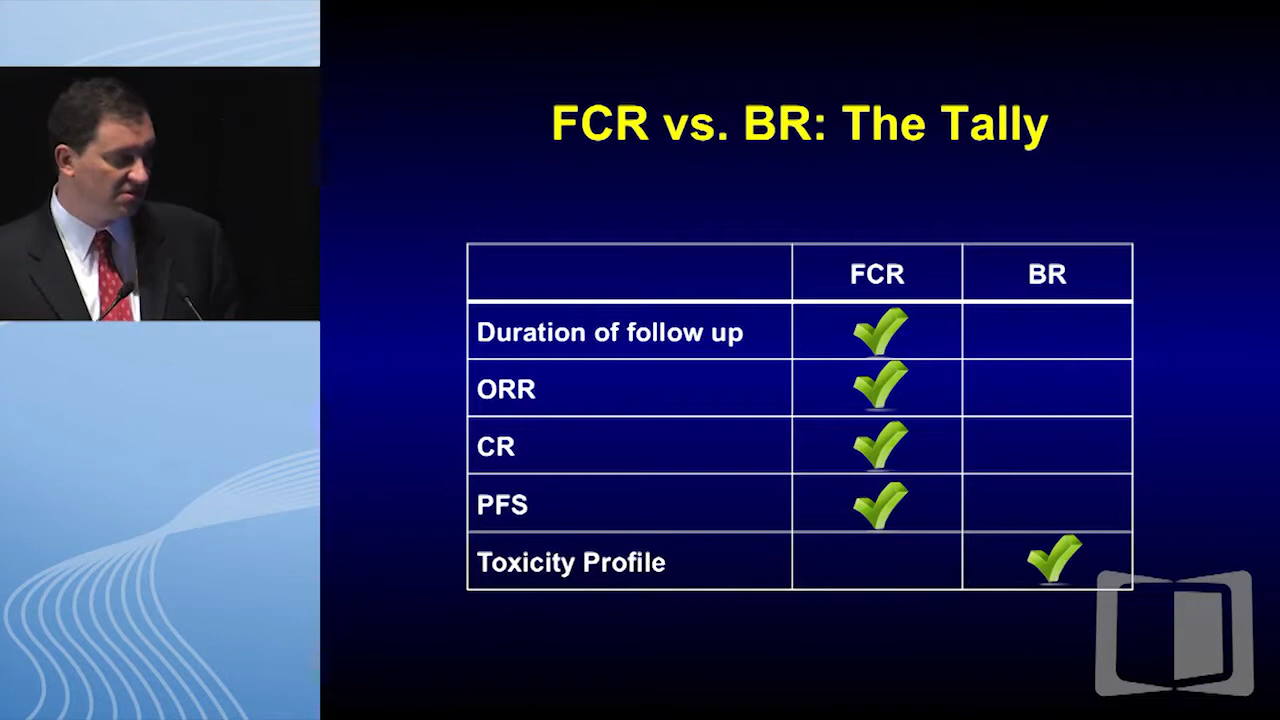 FCR vs. BR: The Tally
FCR BR
Duration of follow up
ORR
CR
PFS
Toxicity Profile